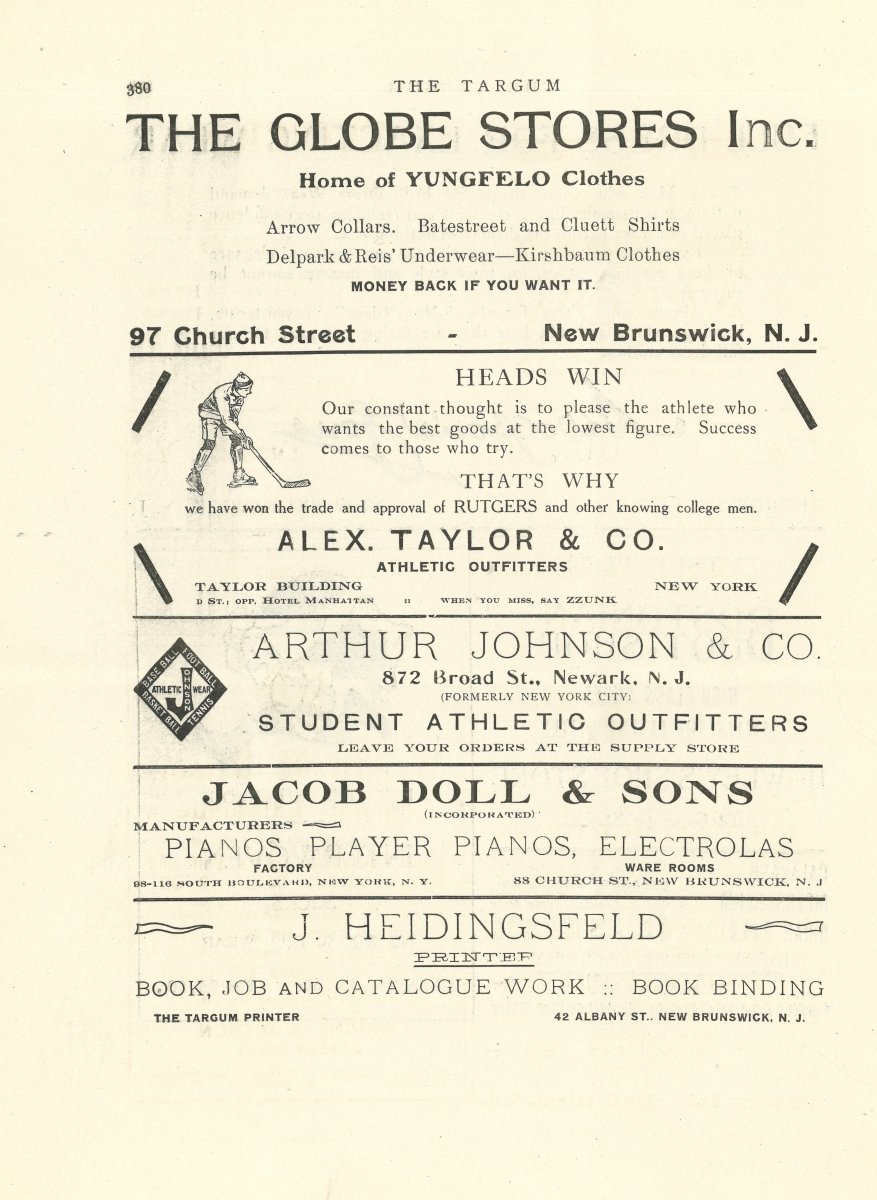 380
THE TARGUM
THE GLOBE STORES Inc.
Home of YUNGFELO Clothes
Arrow Collars. Batestreet and Cluett Shirts
Delpark & Reis' Underwear—Kirshbaum Clothes
MONEY BACK IF YOU WANT IT.
97 Church Street - New Brunswick, N. J.
HEADS WIN
Our constant thought is to please the athlete who
wants the best goods at the lowest figure. Success
comes to those who try.
THAT'S WHY
we have won the trade and approval of RUTGERS and other knowing college men.
ALEX. TAYLOR & CO.
ATHLETIC OUTFITTERS
TAYLOR BUILDING NEW YORK
D ST.; OPP. HOTEL MANHATTAN :: WHEN YOU MISS, SAY ZZUNK
BASE BALL FOOT BALL
ATHLETIC JOHNSON WEAR
BASKET BALL TENNIS
ARTHUR JOHNSON & CO.
872 Broad St., Newark, N. J.
(FORMERLY NEW YORK CITY;
STUDENT ATHLETIC OUTFITTERS
LEAVE YOUR ORDERS AT THE SUPPLY STORE
JACOB DOLL & SONS
(INCORPORATED)
MANUFACTURERS
PIANOS PLAYER PIANOS, ELECTROLAS
FACTORY WARE ROOMS
98-116 SOUTH BOULEVARD, NEW YORK, N. Y. 88 CHURCH ST., NEW BRUNSWICK, N. J
J. HEIDINGSFELD
PRINTER
BOOK, JOB AND CATALOGUE WORK :: BOOK BINDING
THE TARGUM PRINTER 42 ALBANY ST.. NEW BRUNSWICK, N. J.